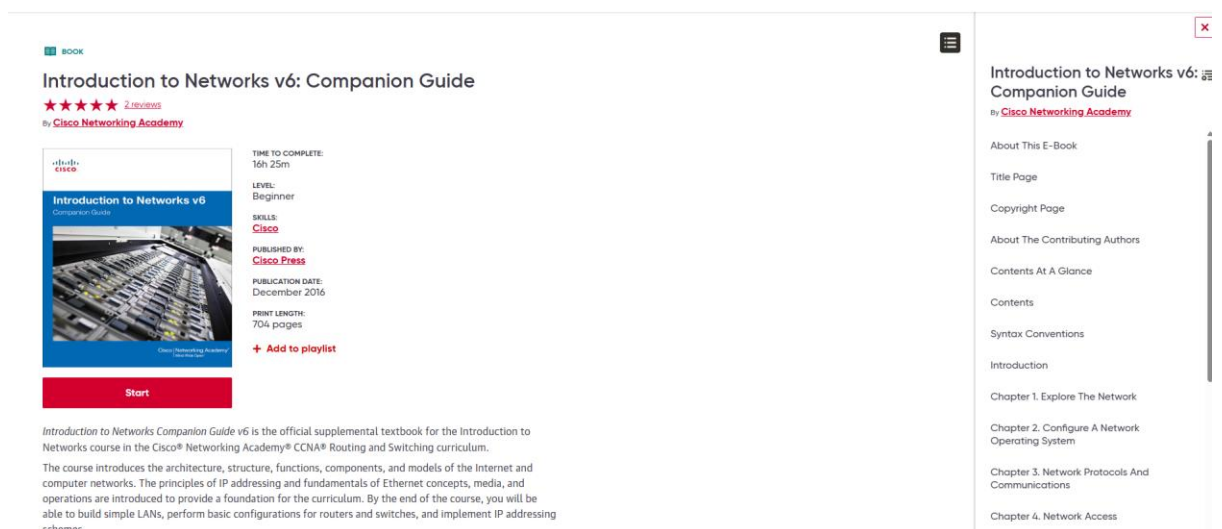 BOOK
Introduction to Networks v6: Companion Guide
2 reviews
By Cisco Networking Academy
CISCO
Introduction to Networks v6
Companion Guide
Cisco Networking Academy
TIME TO COMPLETE:
16h 25m
LEVEL:
Beginner
SKILLS:
Cisco
PUBLISHED BY:
Cisco Press
PUBLICATION DATE:
December 2016
PRINT LENGTH:
704 pages
+ Add to playlist
Start
Introduction to Networks Companion Guide v6 is the official supplemental textbook for the Introduction to
Networks course in the Cisco® Networking Academy® CCNA® Routing and Switching curriculum.
The course introduces the architecture, structure, functions, components, and models of the Internet and
computer networks. The principles of IP addressing and fundamentals of Ethernet concepts, media, and
operations are introduced to provide a foundation for the curriculum. By the end of the course, you will be
able to build simple LANs, perform basic configurations for routers and switches, and implement IP addressing
schemes.
Introduction to Networks v6:
Companion Guide
By Cisco Networking Academy
About This E-Book
Title Page
Copyright Page
About The Contributing Authors
Contents At A Glance
Contents
Syntax Conventions
Introduction
Chapter 1. Explore The Network
Chapter 2. Configure A Network
Operating System
Chapter 3. Network Protocols And
Communications
Chapter 4. Network Access